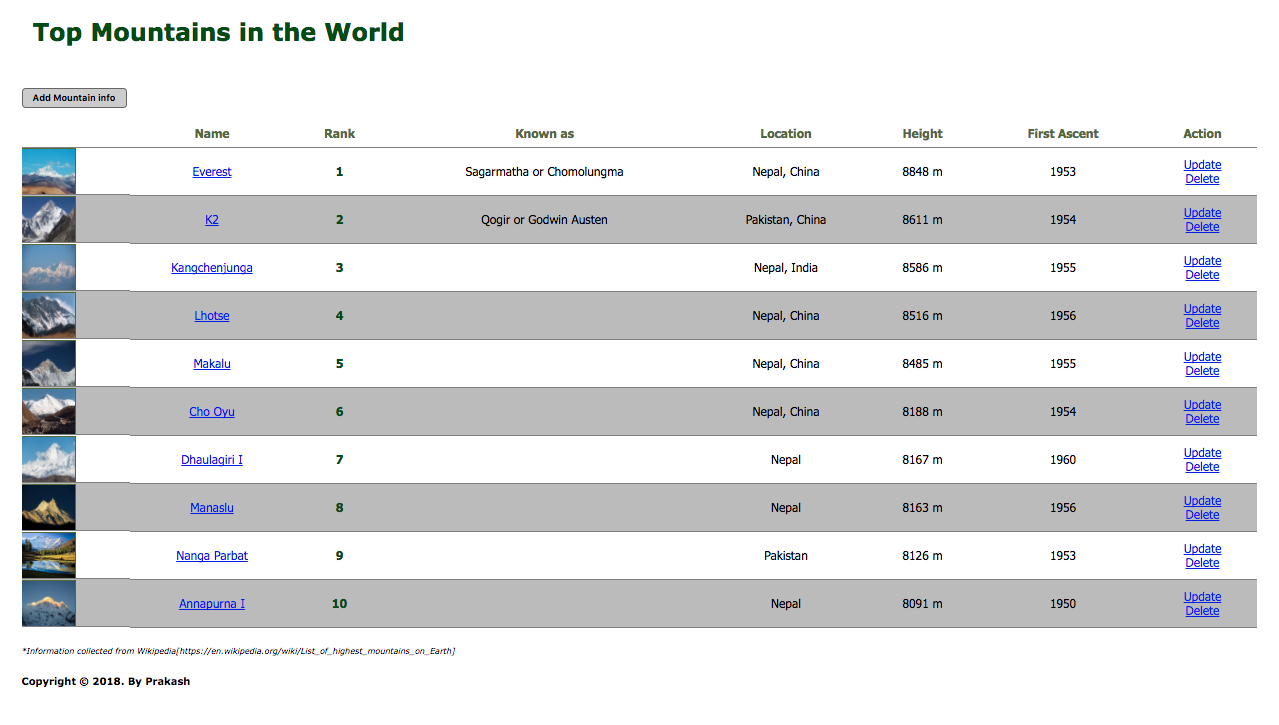 Top Mountains in the World
Add Mountain info
Name Rank Known as Location Height First Ascent Action
Everest 1 Sagarmatha or Chomolungma Nepal, China 8848 m 1953 Update
Delete
K2 2 Qogir or Godwin Austen Pakistan, China 8611 m 1954 Update
Delete
Kangchenjunga 3 Nepal, India 8586 m 1955 Update
Delete
Lhotse 4 Nepal, China 8516 m 1956 Update
Delete
Makalu 5 Nepal, China 8485 m 1955 Update
Delete
Cho Oyu 6 Nepal, China 8188 m 1954 Update
Delete
Dhaulagiri I 7 Nepal 8167 m 1960 Update
Delete
Manaslu 8 Nepal 8163 m 1956 Update
Delete
Nanga Parbat 9 Pakistan 8126 m 1953 Update
Delete
Annapurna I 10 Nepal 8091 m 1950 Update
Delete
*Information collected from Wikipedia[https://en.wikipedia.org/wiki/List_of_highest_mountains_on_Earth]
Copyright © 2018. By Prakash